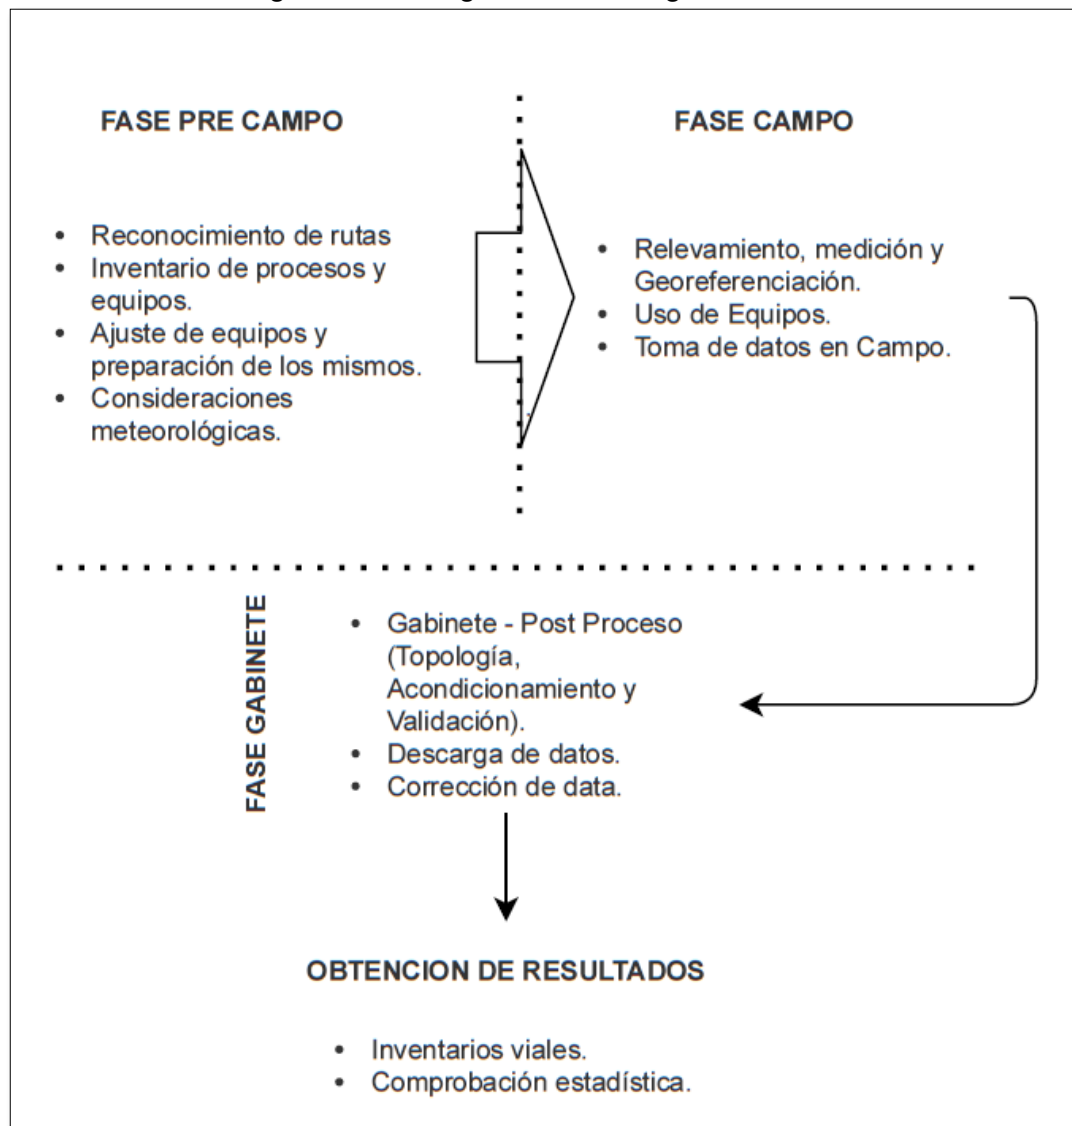 FASE PRE CAMPO
• Reconocimiento de rutas
• Inventario de procesos y
equipos.
• Ajuste de equipos y
preparación de los mismos.
• Consideraciones
meteorológicas.
FASE CAMPO
• Relevamiento, medición y
Georeferenciación.
• Uso de Equipos.
• Toma de datos en Campo.
FASE GABINETE
• Gabinete - Post Proceso
(Topología,
Acondicionamiento y
Validación).
• Descarga de datos.
• Corrección de data.
OBTENCION DE RESULTADOS
• Inventarios viales.
• Comprobación estadística.